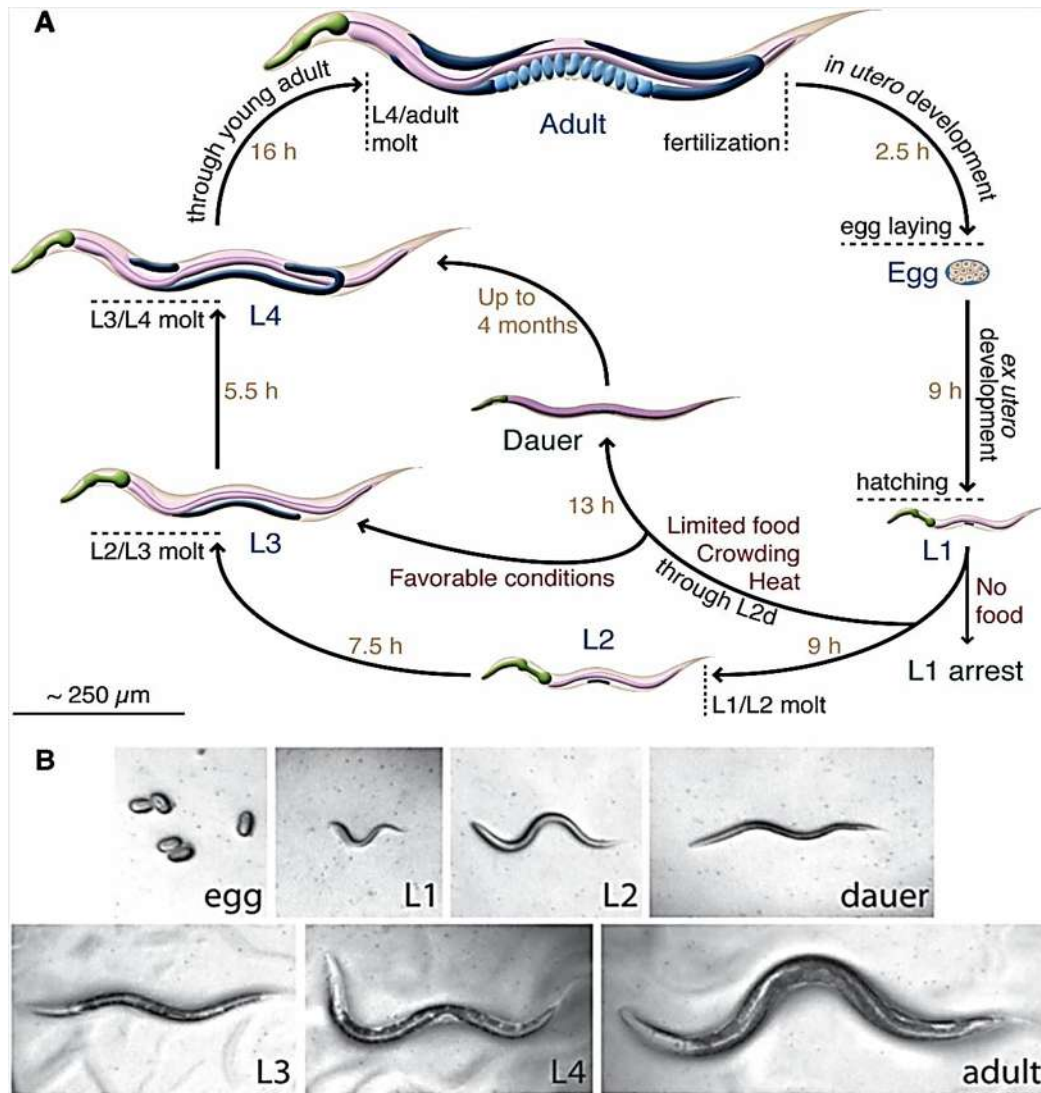 A
through young adult
16 h
L4/adult
molt
Adult
fertilization
in utero development
2.5 h
egg laying
Egg
L3/L4 molt
L4
Up to
4 months
ex utero
development
9 h
5.5 h
Dauer
hatching
13 h
Limited food
Crowding
Heat
through L2d
L1
L2/L3 molt
L3
Favorable conditions
No
food
7.5 h
L2
9 h
L1 arrest
~ 250 µm
L1/L2 molt
B
egg
L1
L2
dauer
L3
L4
adult